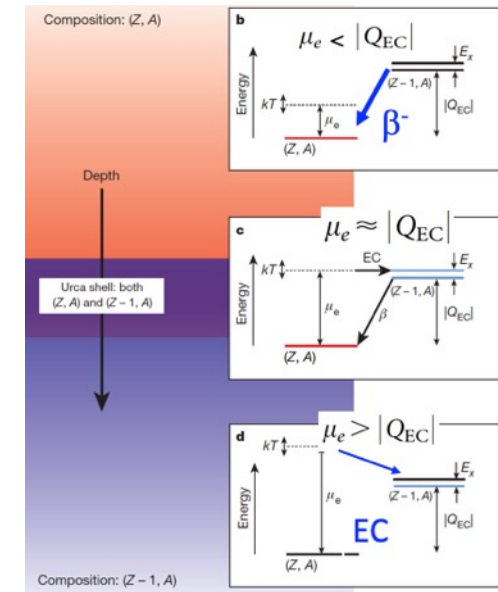 Composition: (Z, A)
Depth
Urca shell: both
(Z, A) and (Z − 1, A)
Composition: (Z − 1, A)
b
μe < |QEC|
Energy
kT
μe
(Z, A)
β-
(Z − 1, A)
Ex
|QEC|
c
μe ≈ |QEC|
Energy
kT
EC
μe
β
(Z, A)
(Z − 1, A)
Ex
|QEC|
d
μe > |QEC|
Energy
kT
μe
(Z, A)
EC
(Z − 1, A)
Ex
|QEC|